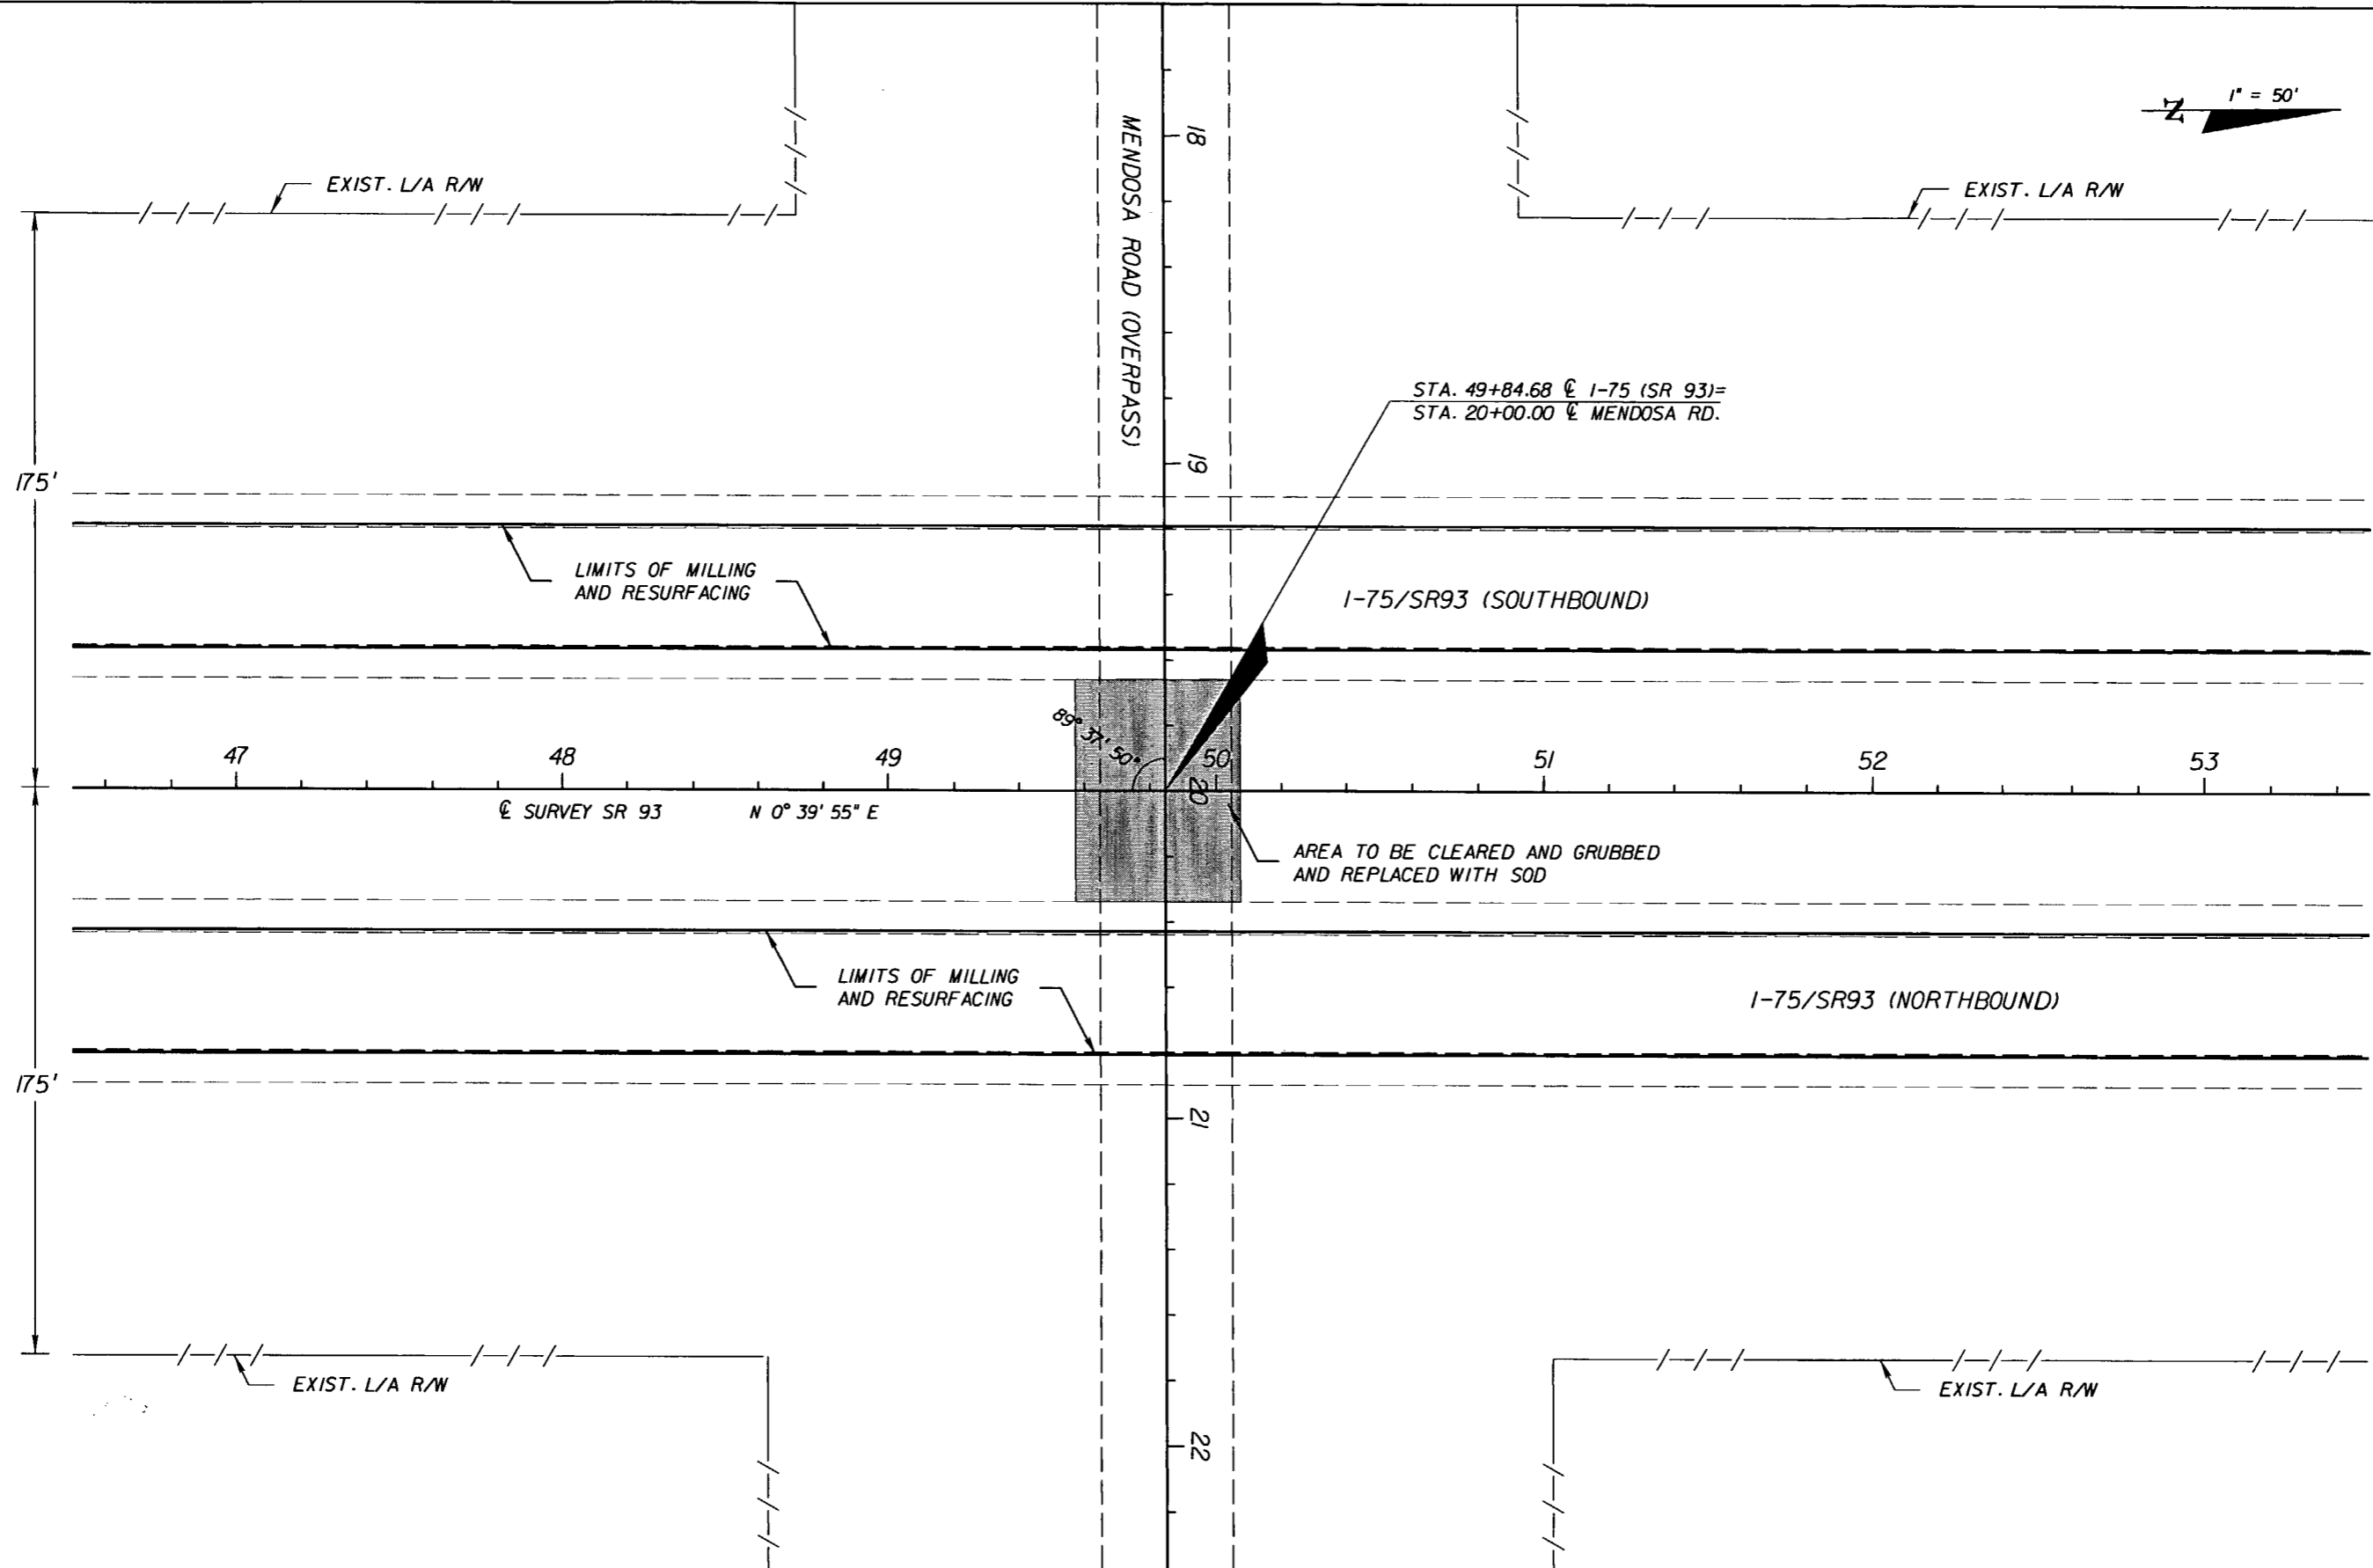 1" = 50'
N
18
MENDOSA ROAD (OVERPASS)
EXIST. L/A R/W
EXIST. L/A R/W
STA. 49+84.68 ℄ I-75 (SR 93)=
STA. 20+00.00 ℄ MENDOSA RD.
19
175'
LIMITS OF MILLING
AND RESURFACING
I-75/SR93 (SOUTHBOUND)
89° 37' 50"
47
48
49
50
51
52
53
20
℄ SURVEY SR 93
N 0° 39' 55" E
AREA TO BE CLEARED AND GRUBBED
AND REPLACED WITH SOD
LIMITS OF MILLING
AND RESURFACING
I-75/SR93 (NORTHBOUND)
175'
21
EXIST. L/A R/W
EXIST. L/A R/W
22